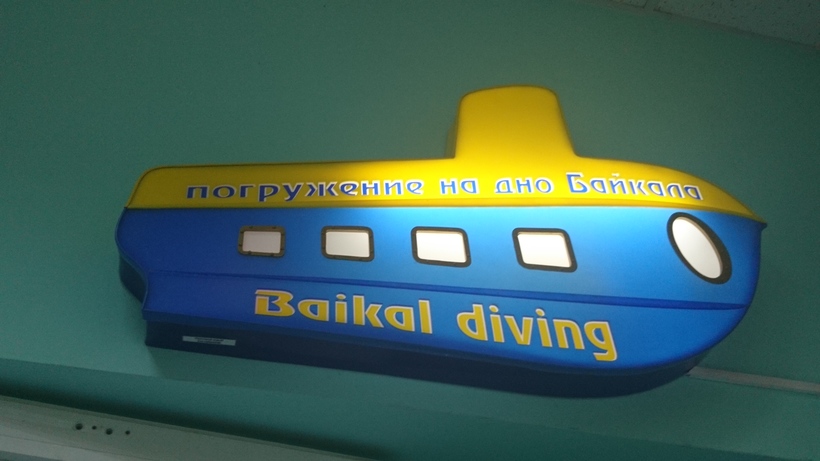 погружение на дно Байкала
Baikal diving